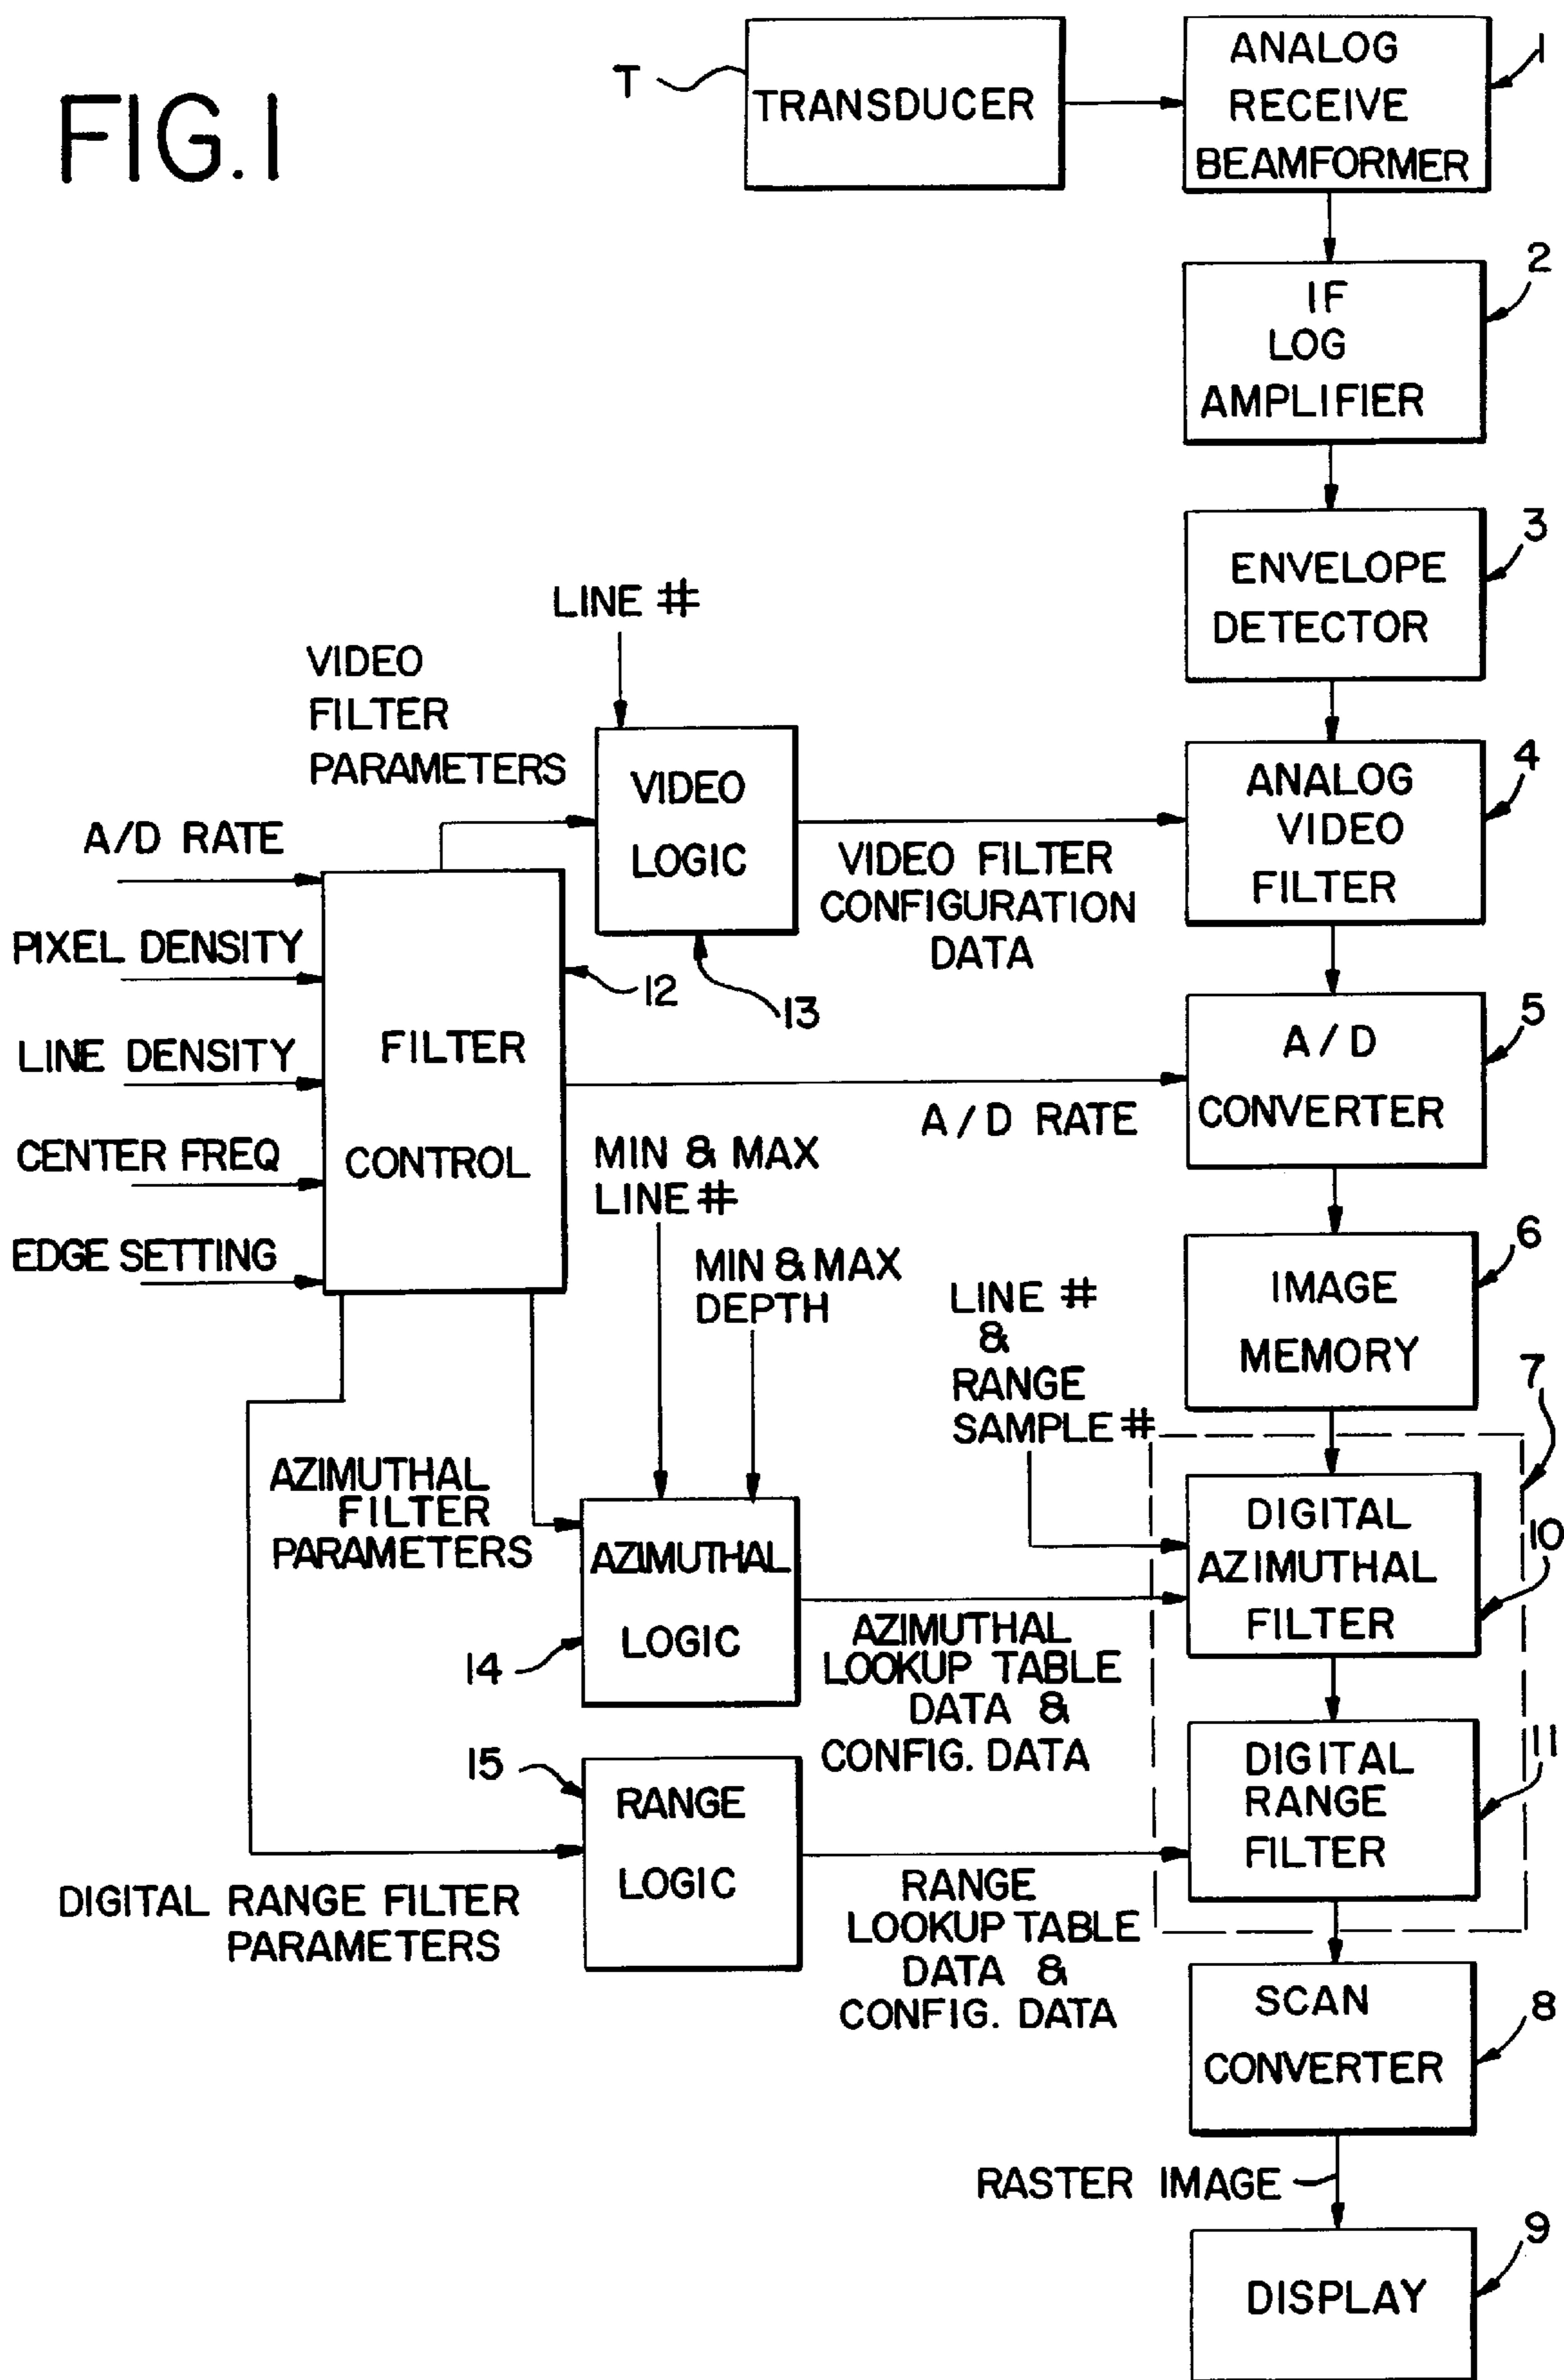 FIG. 1
T
TRANSDUCER
ANALOG
RECEIVE
BEAMFORMER
1
IF
LOG
AMPLIFIER
2
ENVELOPE
DETECTOR
3
LINE #
VIDEO
FILTER
PARAMETERS
VIDEO
LOGIC
13
VIDEO FILTER
CONFIGURATION
DATA
ANALOG
VIDEO
FILTER
4
A/D RATE
PIXEL DENSITY
LINE DENSITY
CENTER FREQ
EDGE SETTING
FILTER
CONTROL
12
A/D RATE
A/D
CONVERTER
5
MIN & MAX
LINE #
MIN & MAX
DEPTH
LINE #
&
RANGE
SAMPLE #
IMAGE
MEMORY
6
7
AZIMUTHAL
FILTER
PARAMETERS
AZIMUTHAL
LOGIC
14
AZIMUTHAL
LOOKUP TABLE
DATA &
CONFIG. DATA
DIGITAL
AZIMUTHAL
FILTER
10
15
RANGE
LOGIC
DIGITAL RANGE FILTER
PARAMETERS
RANGE
LOOKUP TABLE
DATA &
CONFIG. DATA
DIGITAL
RANGE
FILTER
11
SCAN
CONVERTER
8
RASTER IMAGE
DISPLAY
9